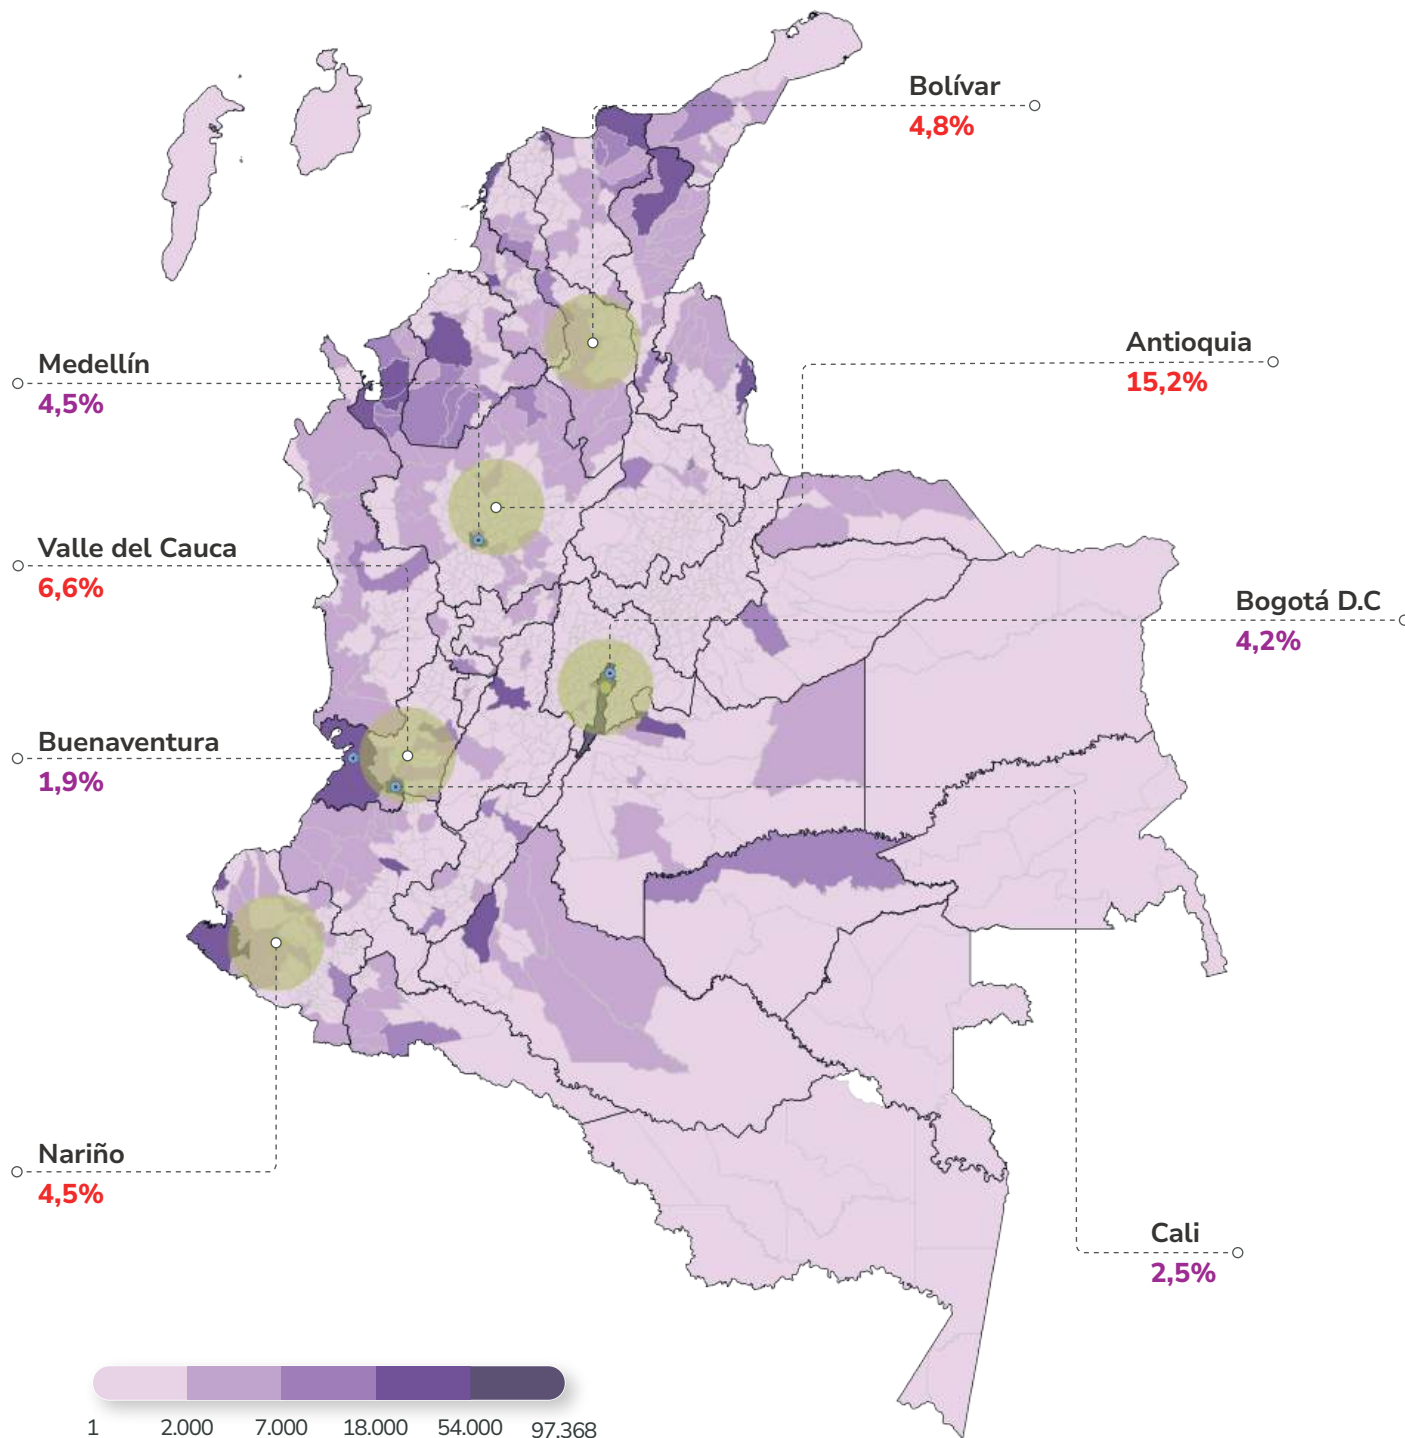 Bolívar
4,8%
Antioquia
15,2%
Medellín
4,5%
Valle del Cauca
6,6%
Bogotá D.C
4,2%
Buenaventura
1,9%
Nariño
4,5%
Cali
2,5%
1 2.000 7.000 18.000 54.000 97.368